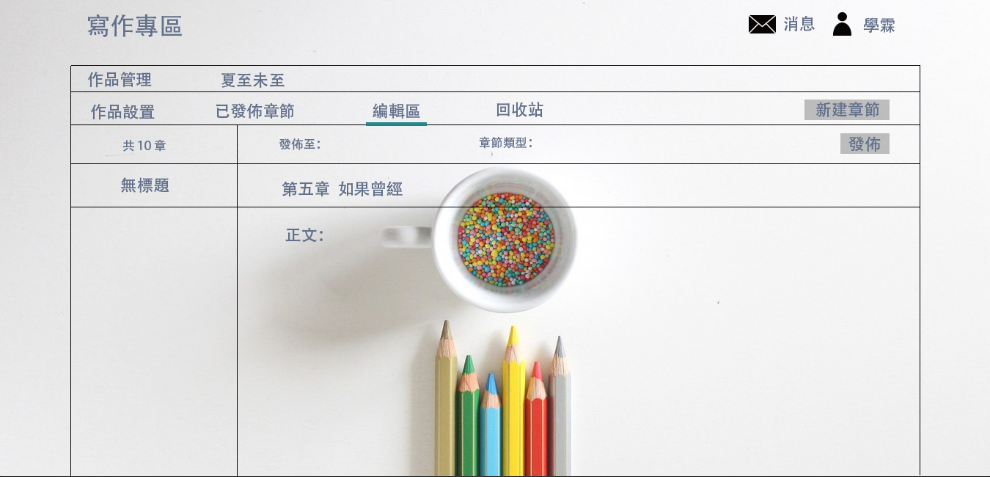 寫作專區 消息 學霖
作品管理 夏至未至
作品設置 已發佈章節 編輯區 回收站 新建章節
共10章 發佈至: 章節類型: 發佈
無標題 第五章 如果曾經
正文: